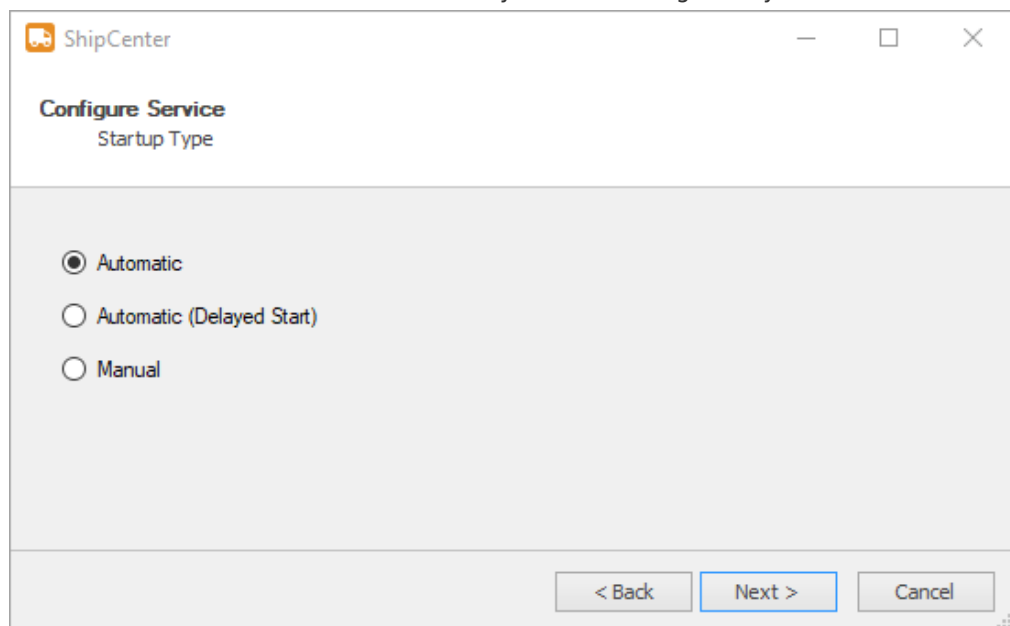 ShipCenter
Configure Service
Startup Type
Automatic
Automatic (Delayed Start)
Manual
< Back Next > Cancel